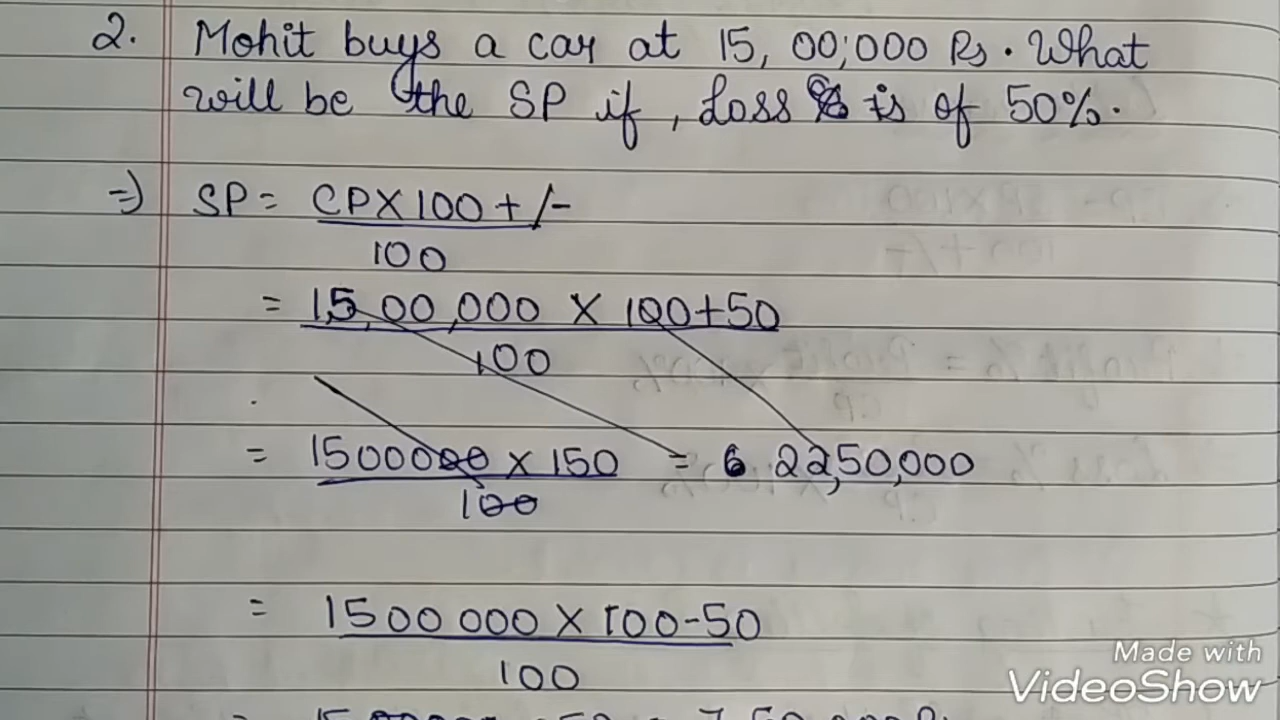 2. Mohit buys a car at 15,00,000 Rs. What
will be the SP if, Loss is of 50%.
=) SP = CP X 100 + /-
100
= 15,00,000 X 100+50
100
= 15000000 x 150 = 6 22,50,000
100
= 1500 000 X 100-50
100
Made with
VideoShow